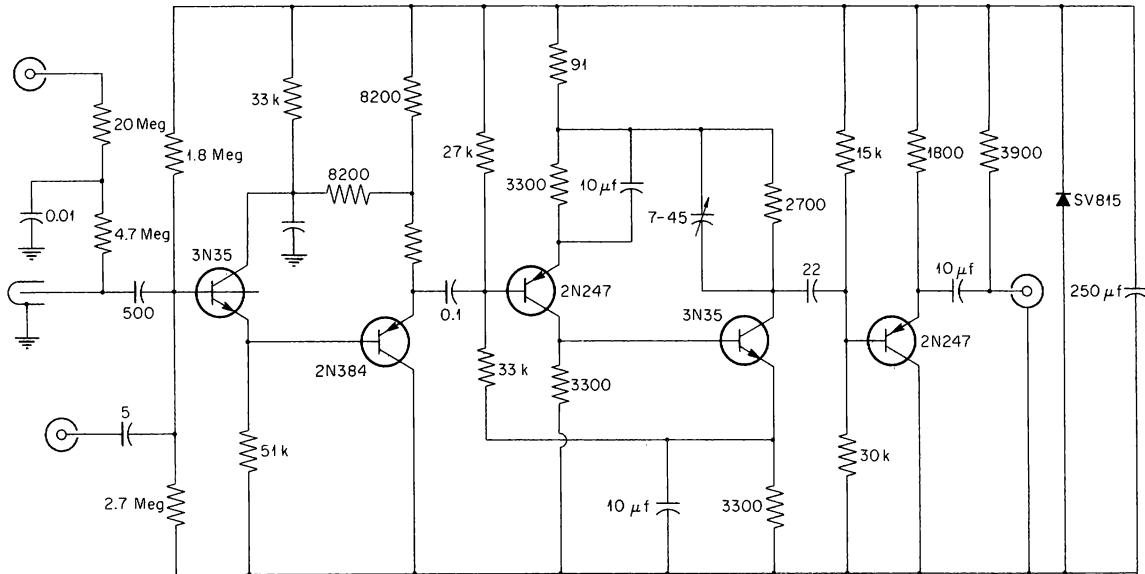 91
33 k
8200
20 Meg
1.8 Meg
27 k
15 k
1800
3900
8200
3300
10 μf
7-45
2700
SV815
0.01
4.7 Meg
3N35
500
2N247
0.1
22
10 μf
250 μf
3N35
2N384
33 k
3300
2N247
5
51 k
30 k
2.7 Meg
10 μf
3300